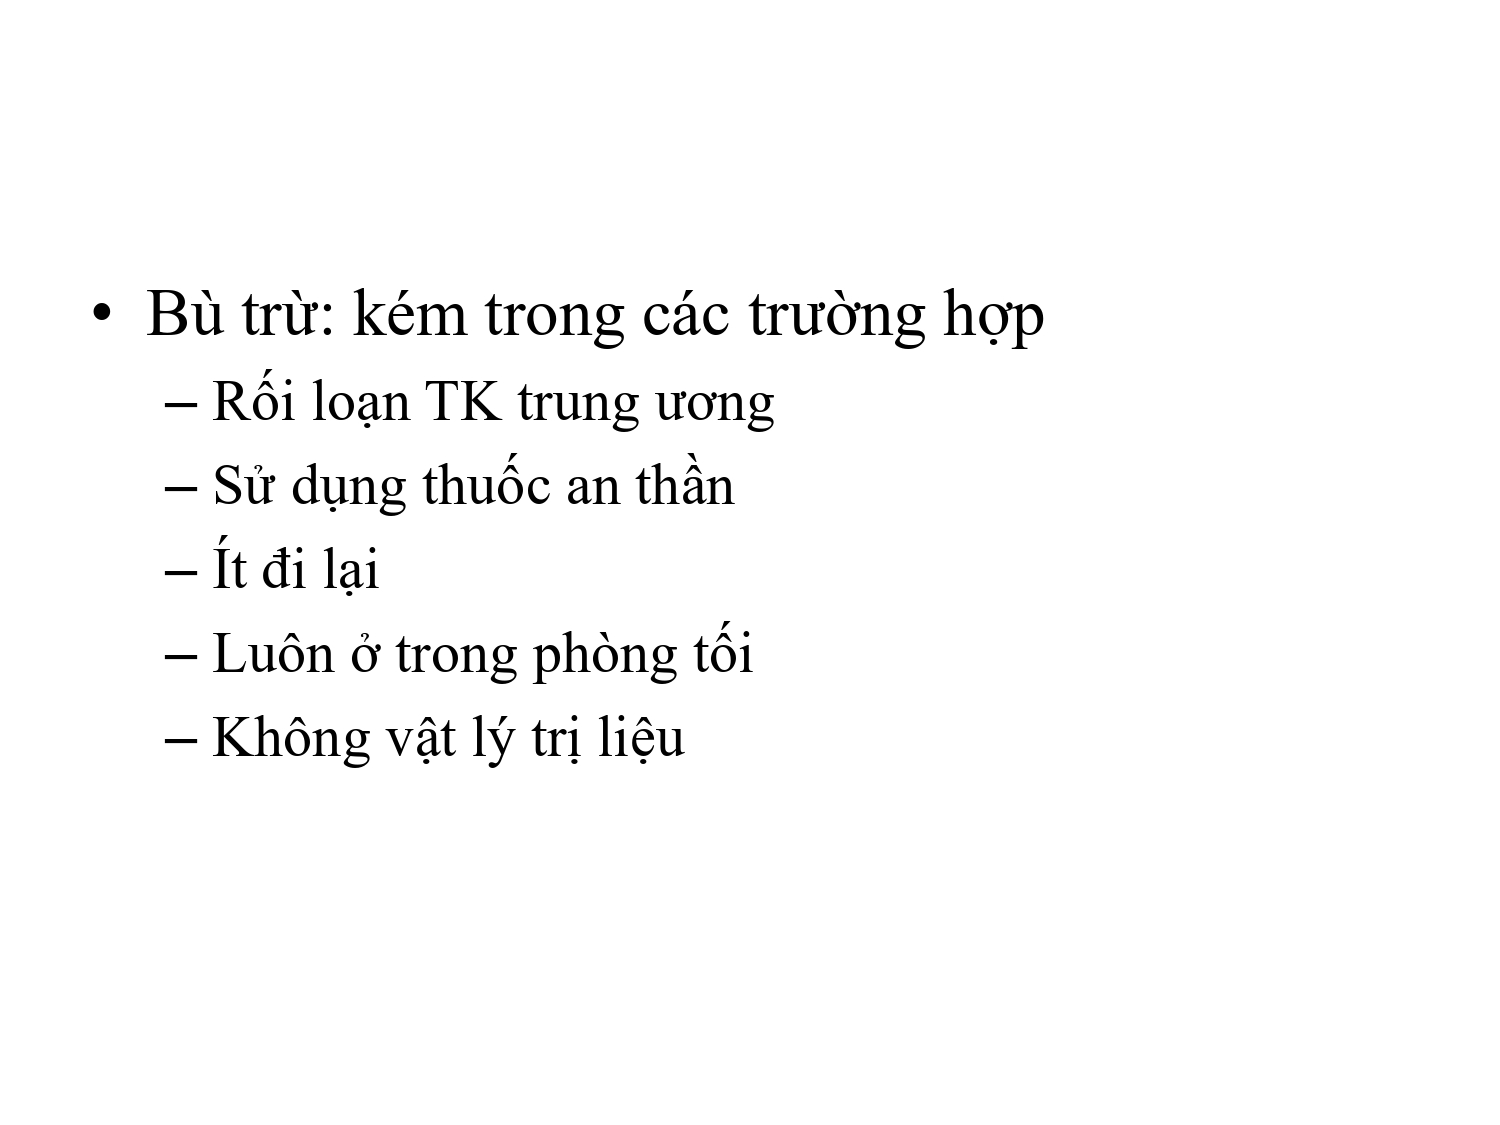 • Bù trừ: kém trong các trường hợp
– Rối loạn TK trung ương
– Sử dụng thuốc an thần
– Ít đi lại
– Luôn ở trong phòng tối
– Không vật lý trị liệu